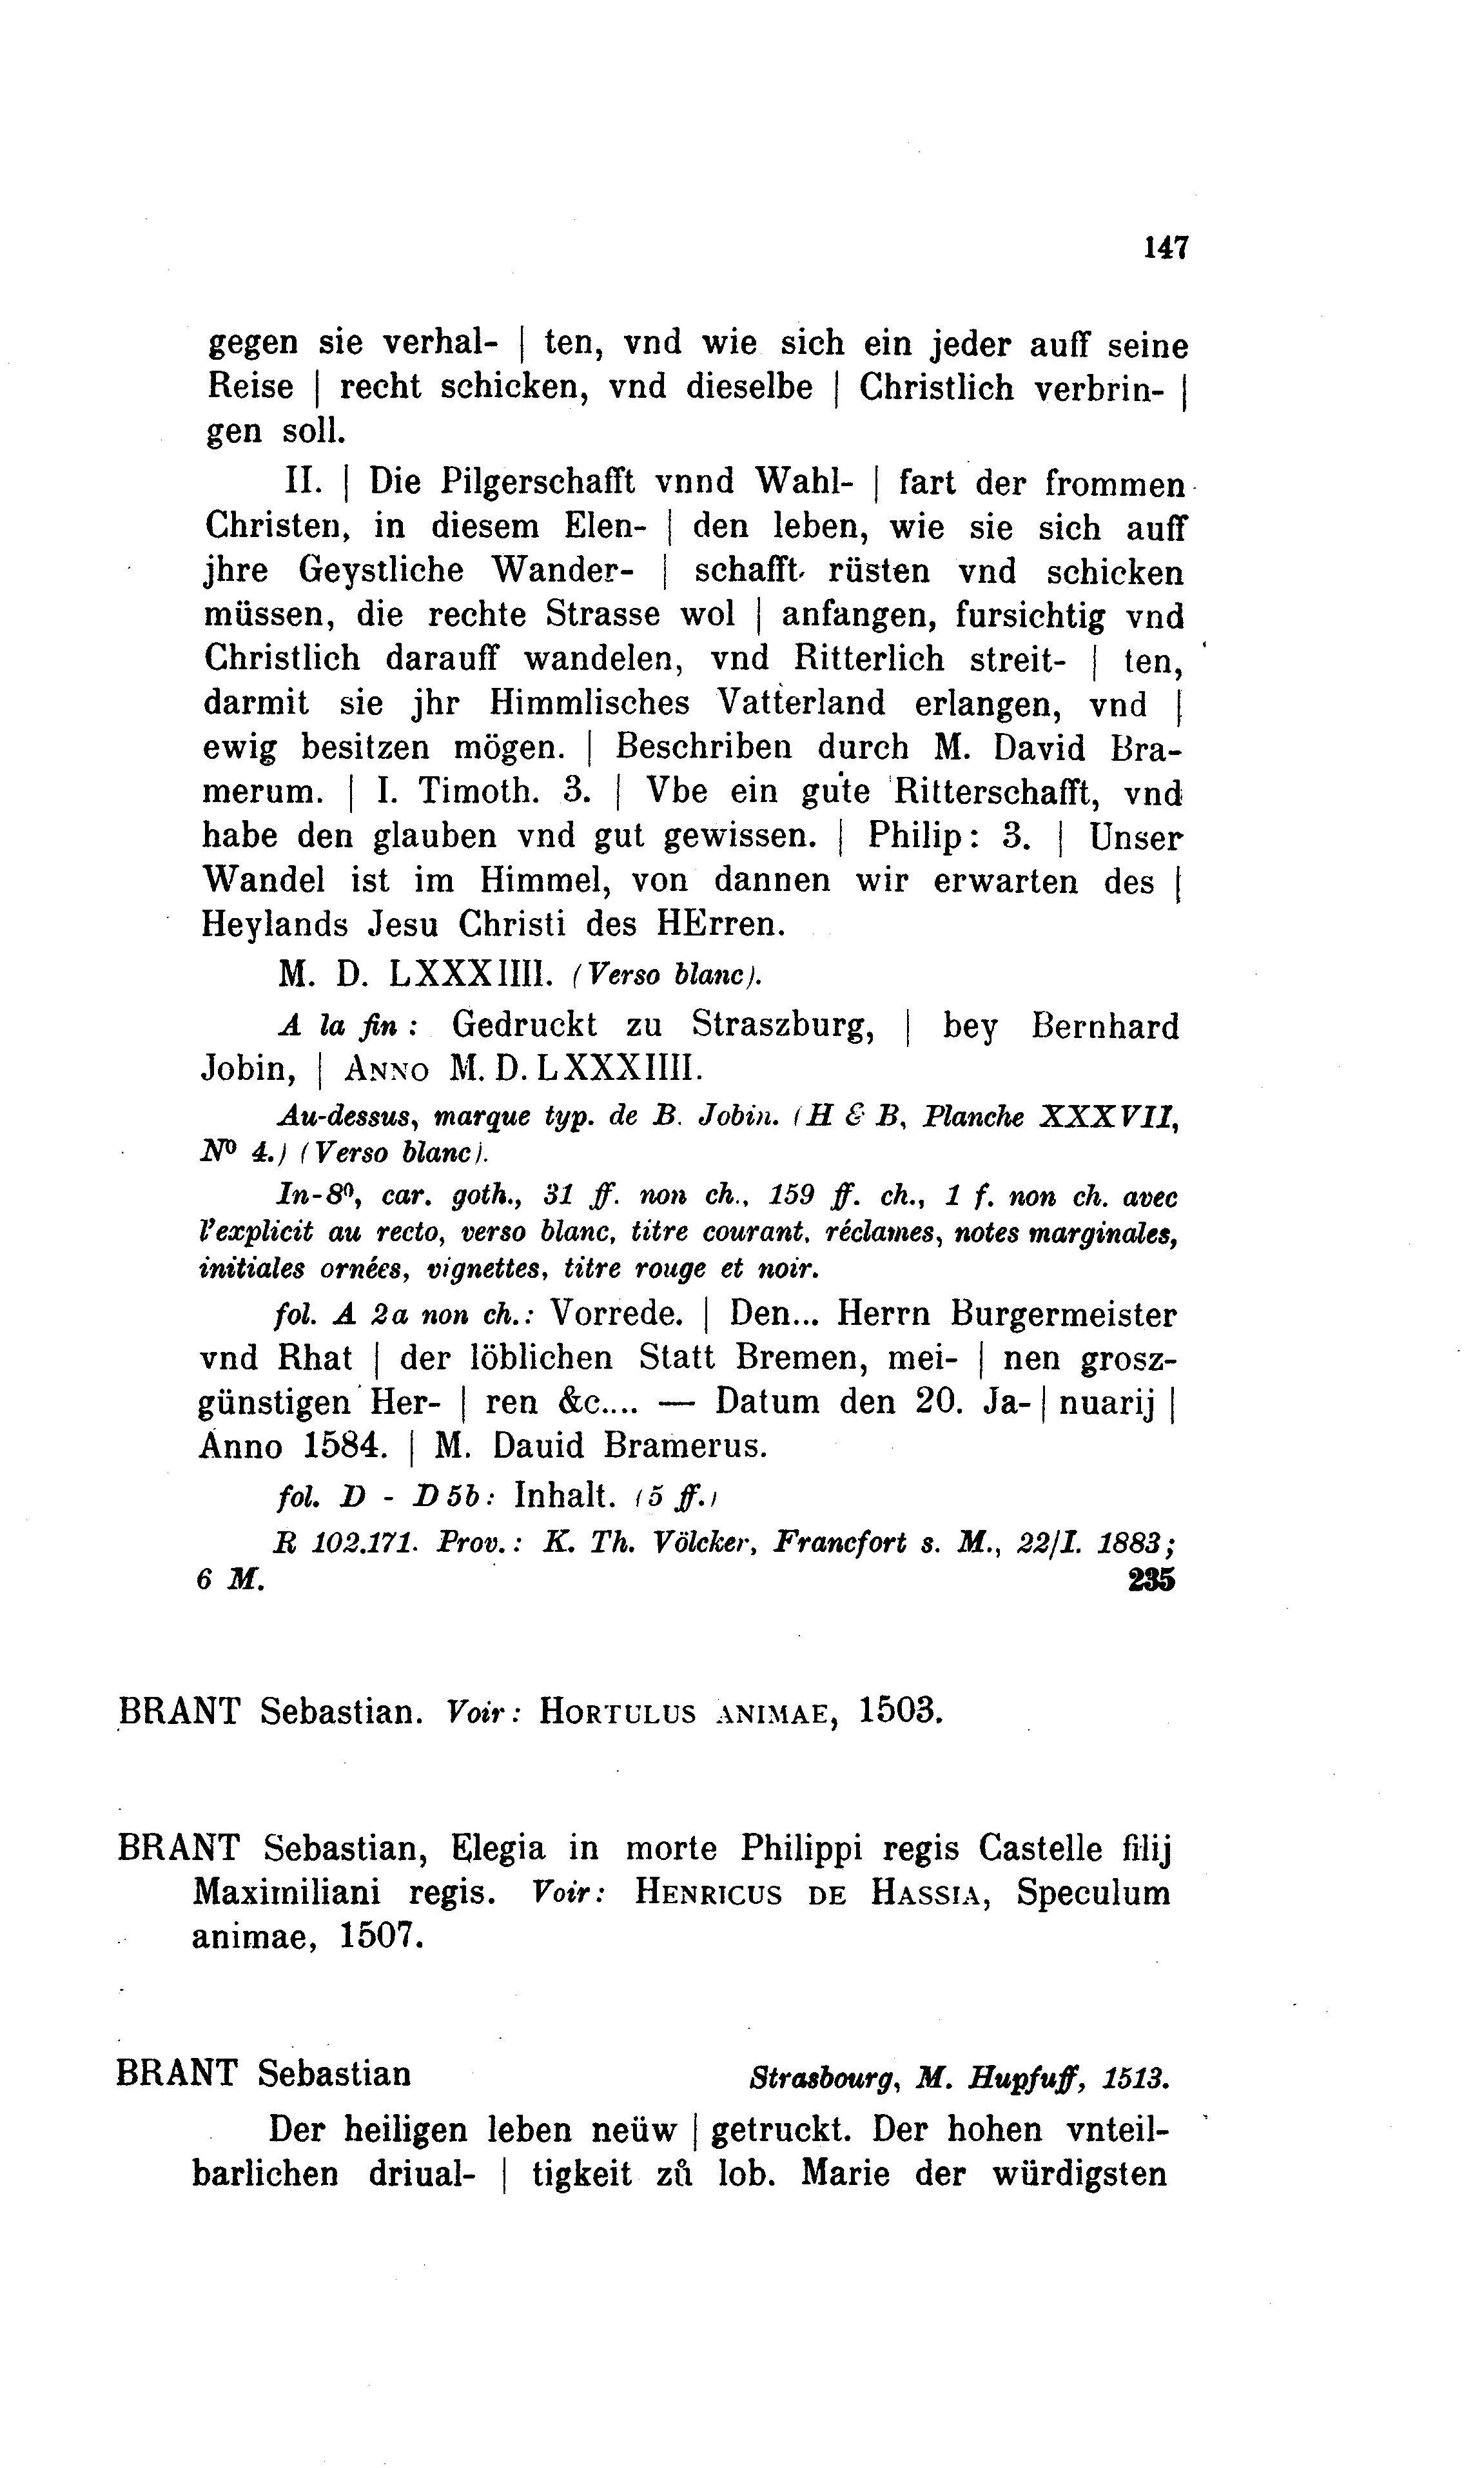 147
gegen sie verhal- | ten, vnd wie sich ein jeder auff seine
Reise | recht schicken, vnd dieselbe | Christlich verbrin- |
gen soll.
II. | Die Pilgerschafft vnnd Wahl- | fart der frommen
Christen, in diesem Elen- | den leben, wie sie sich auff
jhre Geystliche Wander- | schafft rüsten vnd schicken
müssen, die rechte Strasse wol | anfangen, fursichtig vnd
Christlich darauff wandelen, vnd Ritterlich streit- | ten,
darmit sie jhr Himmlisches Vatterland erlangen, vnd |
ewig besitzen mögen. | Beschriben durch M. David Bra-
merum. | I. Timoth. 3. | Vbe ein gute Ritterschafft, vnd
habe den glauben vnd gut gewissen. | Philip: 3. | Unser
Wandel ist im Himmel, von dannen wir erwarten des |
Heylands Jesu Christi des HErren.
M. D. LXXXIIII. (Verso blanc).
A la fin : Gedruckt zu Straszburg, | bey Bernhard
Jobin, | ANNO M. D. LXXXIIII.
Au-dessus, marque typ. de B. Jobin. (H & B, Planche XXXVII,
Nº 4.) (Verso blanc).
In-8º, car. goth., 31 ff. non ch., 159 ff. ch., 1 f. non ch. avec
l'explicit au recto, verso blanc, titre courant, réclames, notes marginales,
initiales ornées, vignettes, titre rouge et noir.
fol. A 2a non ch.: Vorrede. | Den... Herrn Burgermeister
vnd Rhat | der löblichen Statt Bremen, mei- | nen grosz-
günstigen Her- | ren &c.... — Datum den 20. Ja- | nuarij |
Anno 1584. | M. Dauid Bramerus.
fol. D - D 5b: Inhalt. (5 ff.)
R 102.171. Prov.: K. Th. Völcker, Francfort s. M., 22/I. 1883;
6 M. 235
BRANT Sebastian. Voir: HORTULUS ANIMAE, 1503.
BRANT Sebastian, Elegia in morte Philippi regis Castelle filij
Maximiliani regis. Voir: HENRICUS DE HASSIA, Speculum
animae, 1507.
BRANT Sebastian Strasbourg, M. Hupfuff, 1513.
Der heiligen leben neüw | getruckt. Der hohen vnteil-
barlichen driual- | tigkeit zů lob. Marie der würdigsten